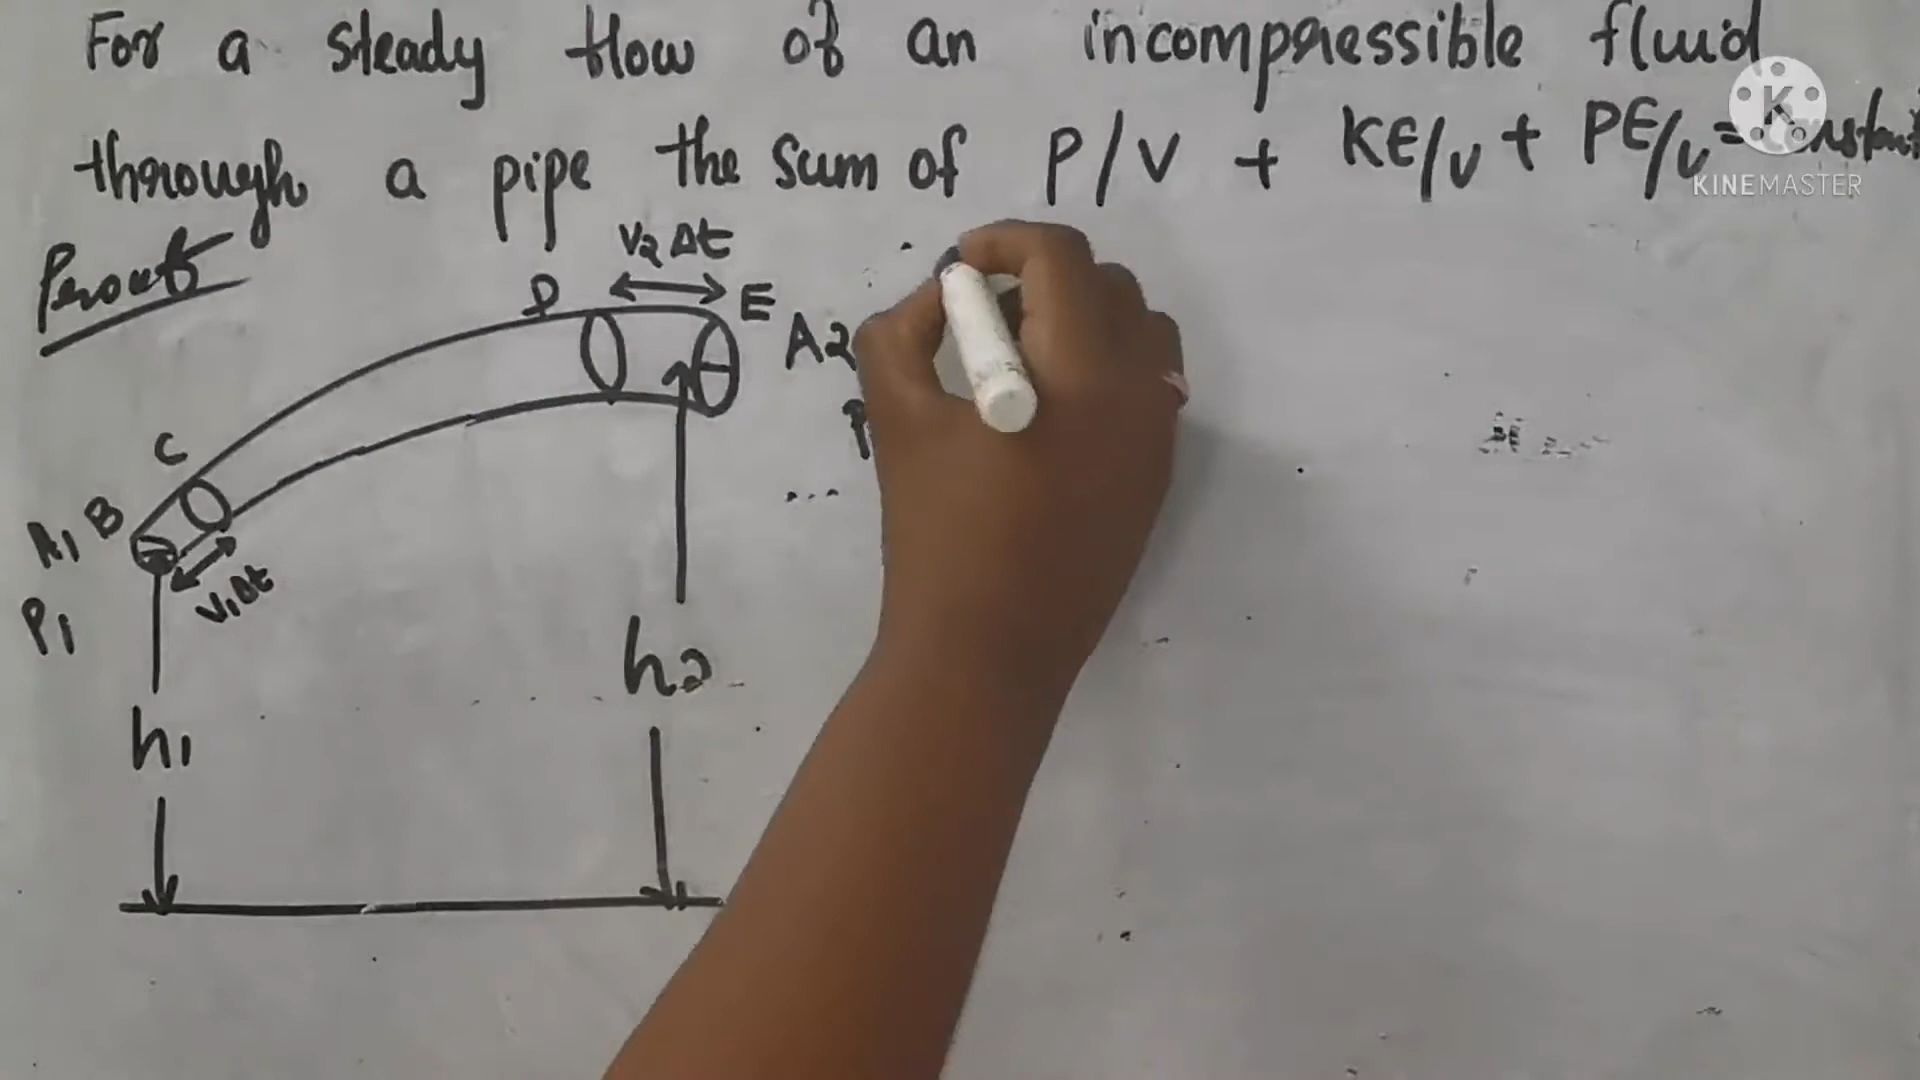 For a steady flow of an incompressible fluid
through a pipe the sum of P/V + KE/V + PE/V = constant
Proof
V2 Δt
D
E
A2
C
B
A1
V1Δt
P1
h2
h1
K
KINEMASTER